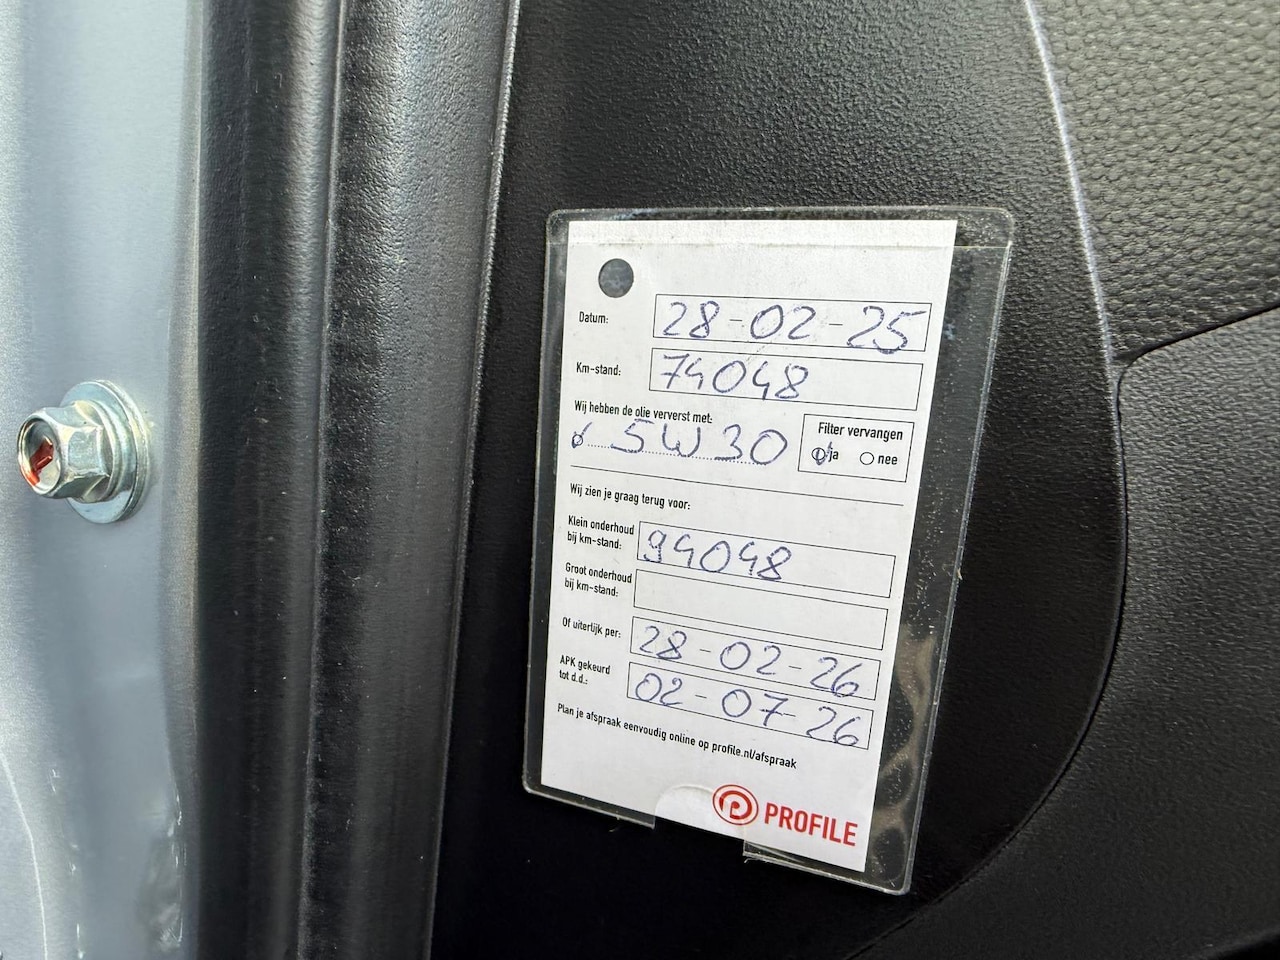 Datum: 28-02-25
Km-stand: 74048
Wij hebben de olie ververst met:
5W30
Filter vervangen
ja nee
Wij zien je graag terug voor:
Klein onderhoud
bij km-stand: 94048
Groot onderhoud
bij km-stand:
Of uiterlijk per: 28-02-26
APK gekeurd
tot d.d.: 02-07-26
Plan je afspraak eenvoudig online op profile.nl/afspraak
PROFILE